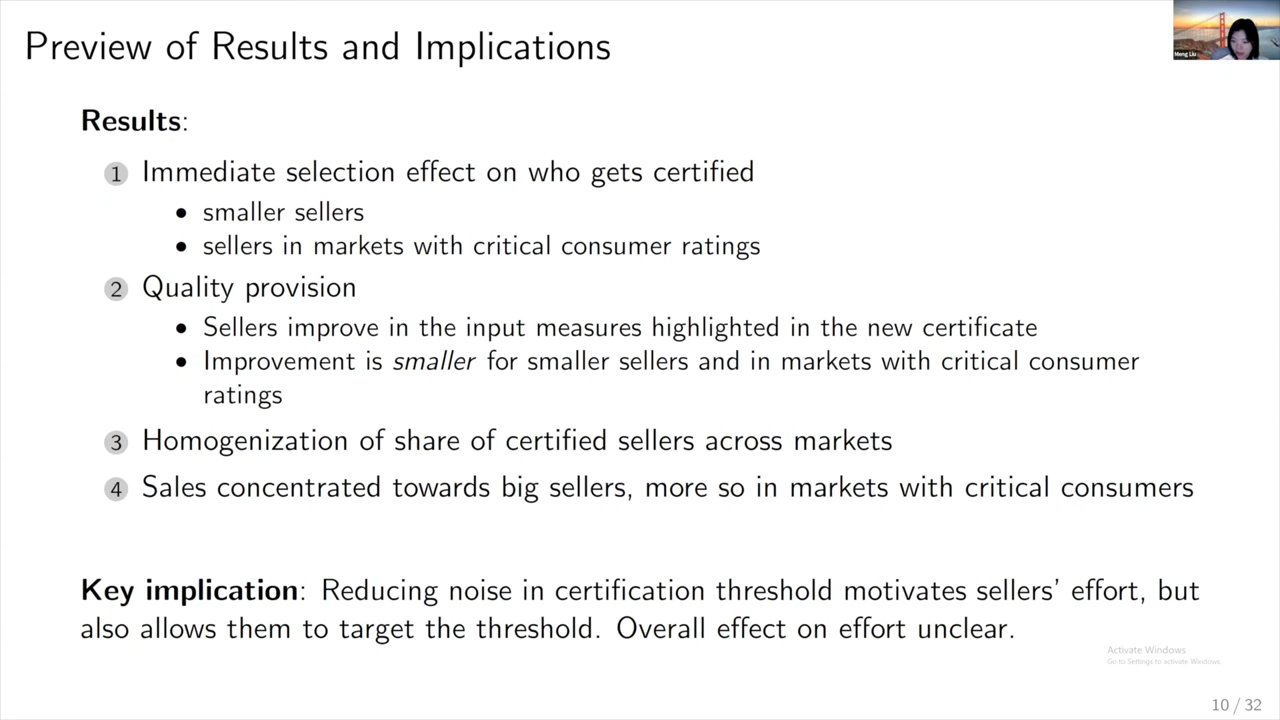 Preview of Results and Implications
Meng Liu
Results:
1 Immediate selection effect on who gets certified
• smaller sellers
• sellers in markets with critical consumer ratings
2 Quality provision
• Sellers improve in the input measures highlighted in the new certificate
• Improvement is smaller for smaller sellers and in markets with critical consumer
ratings
3 Homogenization of share of certified sellers across markets
4 Sales concentrated towards big sellers, more so in markets with critical consumers
Key implication: Reducing noise in certification threshold motivates sellers' effort, but
also allows them to target the threshold. Overall effect on effort unclear.
Activate Windows
Go to Settings to activate Windows.
10 / 32